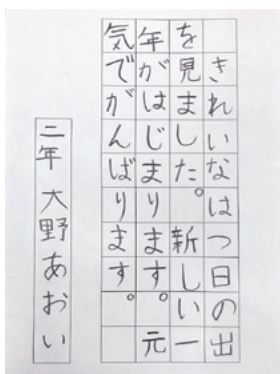 きれいなはつ日の出
を見ました。新しい一
年がはじまります。元
気でがんばります。
二年 大野あおい